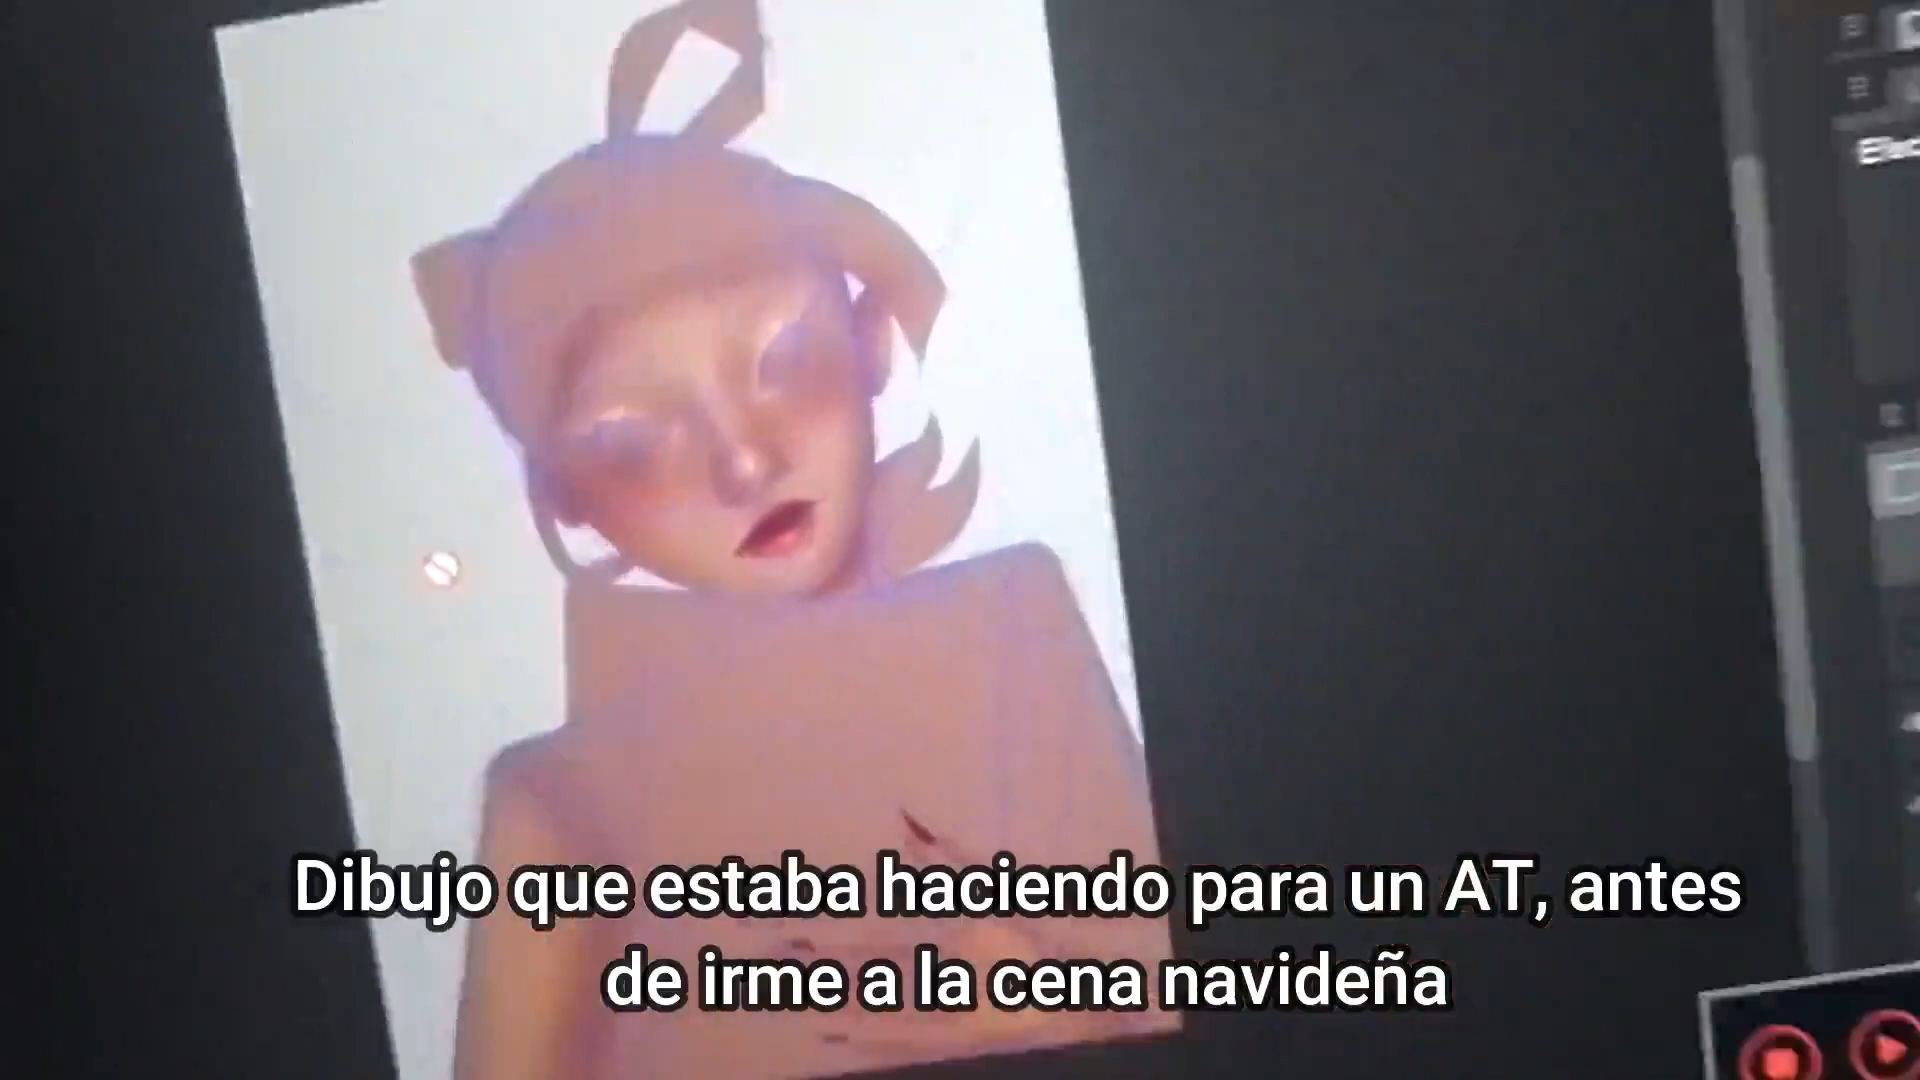 Dibujo que estaba haciendo para un AT, antes
de irme a la cena navideña